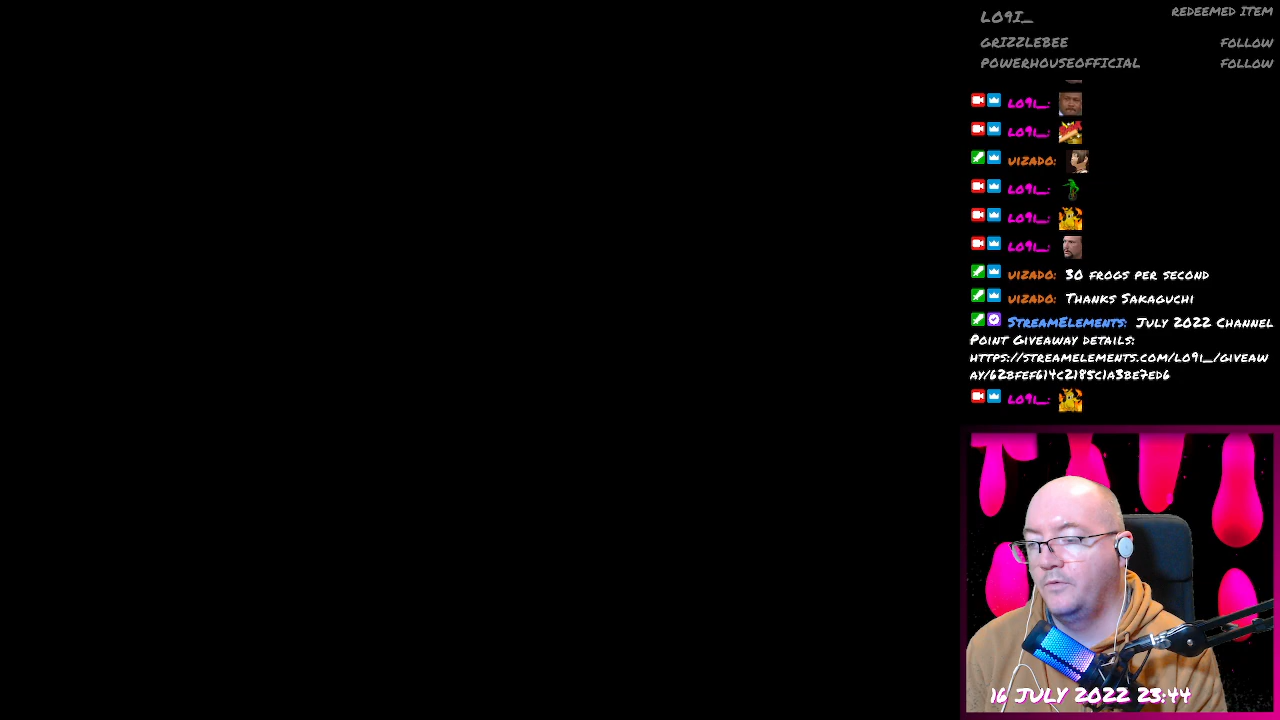 LO9I_ REDEEMED ITEM
GRIZZLEBEE FOLLOW
POWERHOUSEOFFICIAL FOLLOW
LO9I_:
LO9I_:
VIZADO:
LO9I_:
LO9I_:
LO9I_:
VIZADO: 30 FROGS PER SECOND
VIZADO: THANKS SAKAGUCHI
STREAMELEMENTS: JULY 2022 CHANNEL
POINT GIVEAWAY DETAILS:
HTTPS://STREAMELEMENTS.COM/LO9I_/GIVEAW
AY/62BFEF614C2185C1A3BE7ED6
LO9I_:
16 JULY 2022 23:44